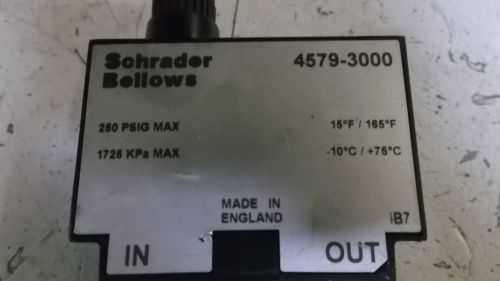 Schrader 4579-3000
Bellows
250 PSIG MAX 15°F / 165°F
1725 KPa MAX -10°C / +75°C
MADE IN
ENGLAND
IB7
IN OUT